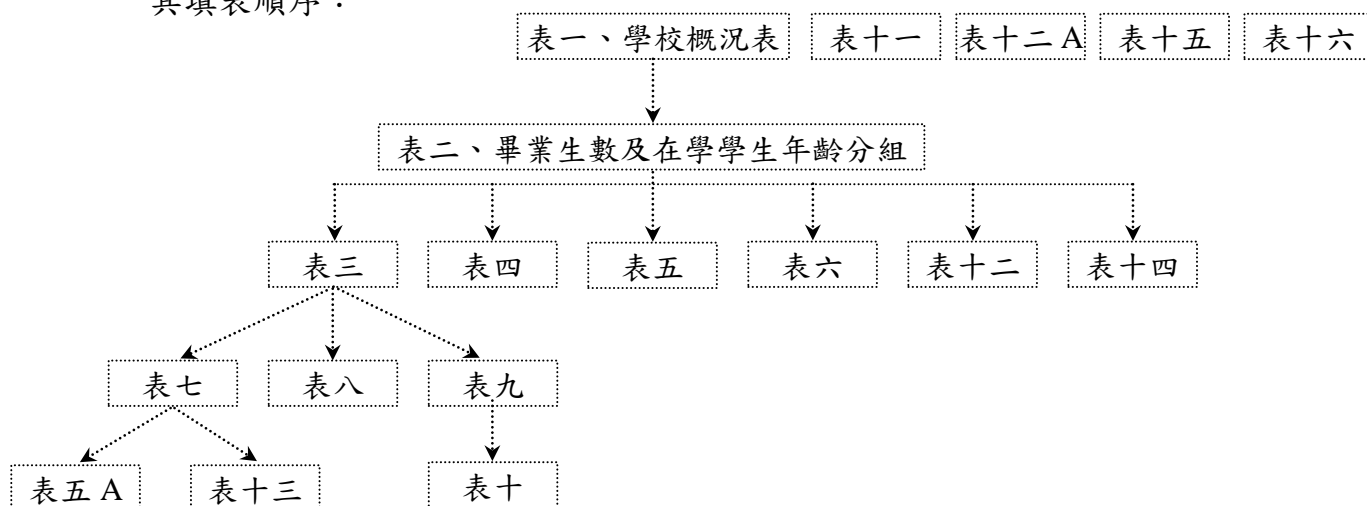 其填表順序：
表一、學校概況表 表十一 表十二 A 表十五 表十六
表二、畢業生數及在學學生年齡分組
表三 表四 表五 表六 表十二 表十四
表七 表八 表九
表五 A 表十三 表十